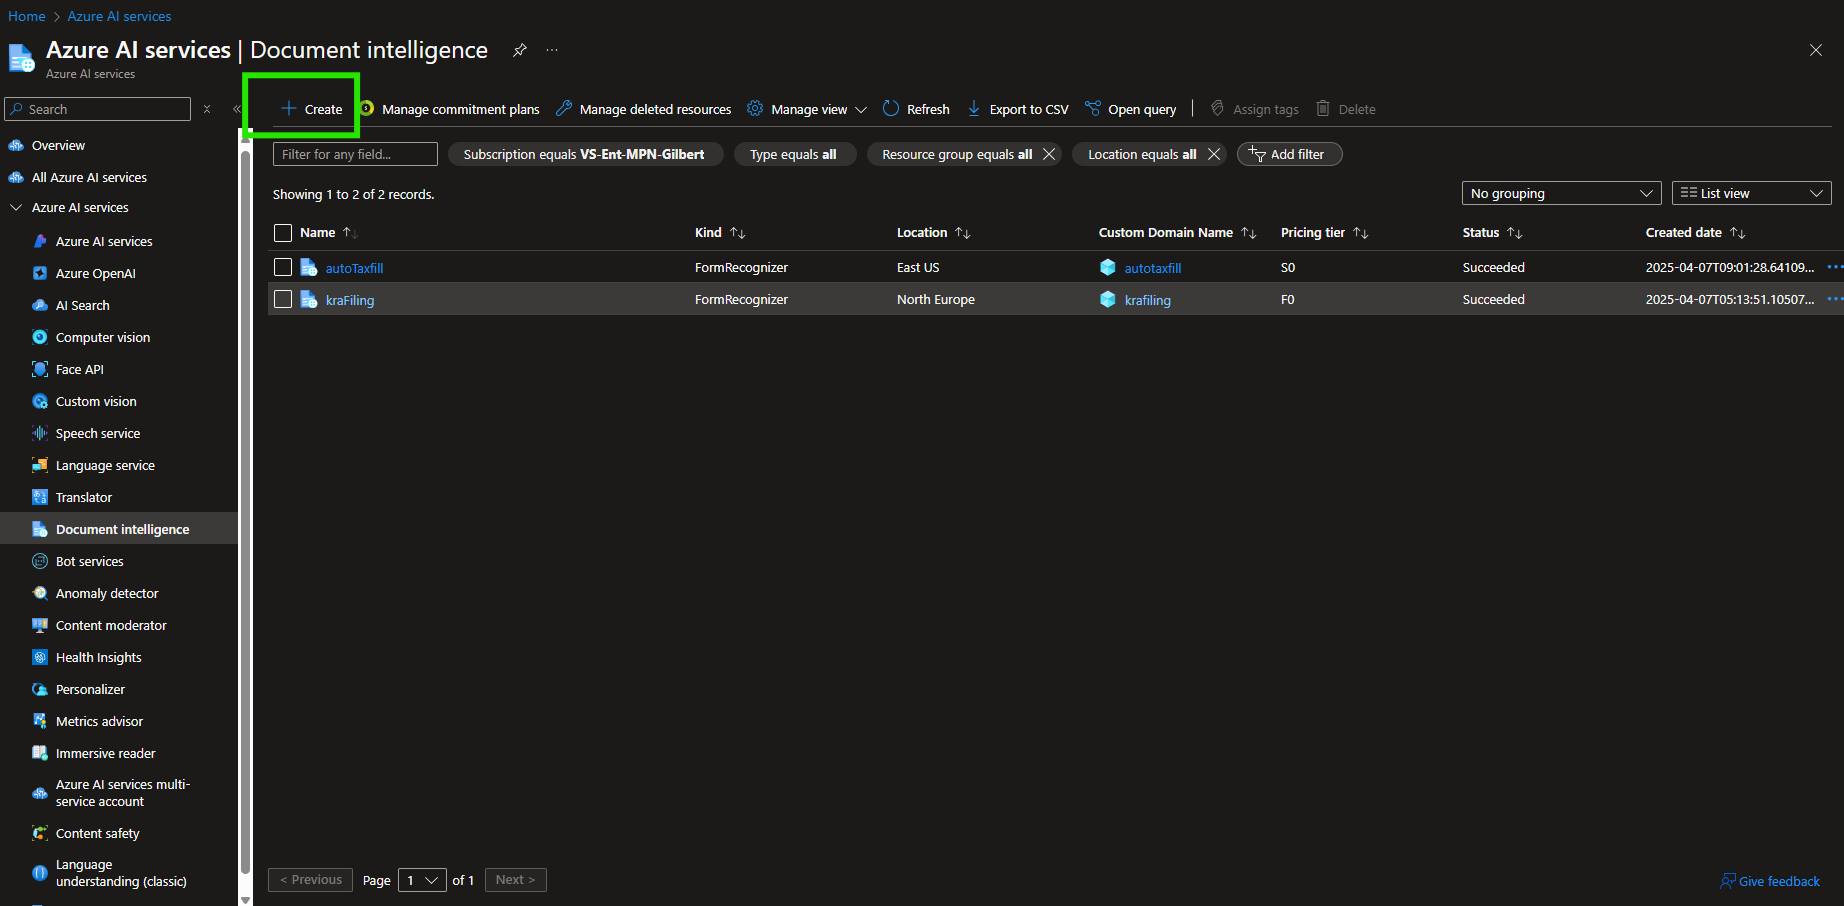 Home > Azure AI services
Azure AI services | Document intelligence ...
Azure AI services
Search
Create Manage commitment plans Manage deleted resources Manage view Refresh Export to CSV Open query | Assign tags Delete
Overview
All Azure AI services
Azure AI services
Azure AI services
Azure OpenAI
AI Search
Computer vision
Face API
Custom vision
Speech service
Language service
Translator
Document intelligence
Bot services
Anomaly detector
Content moderator
Health Insights
Personalizer
Metrics advisor
Immersive reader
Azure AI services multi-
service account
Content safety
Language
understanding (classic)
Filter for any field... Subscription equals VS-Ent-MPN-Gilbert Type equals all Resource group equals all Location equals all Add filter
Showing 1 to 2 of 2 records. No grouping List view
Name Kind Location Custom Domain Name Pricing tier Status Created date
autoTaxfill FormRecognizer East US autotaxfill S0 Succeeded 2025-04-07T09:01:28.64109... ...
kraFiling FormRecognizer North Europe krafiling F0 Succeeded 2025-04-07T05:13:51.10507... ...
< Previous Page 1 of 1 Next >
Give feedback